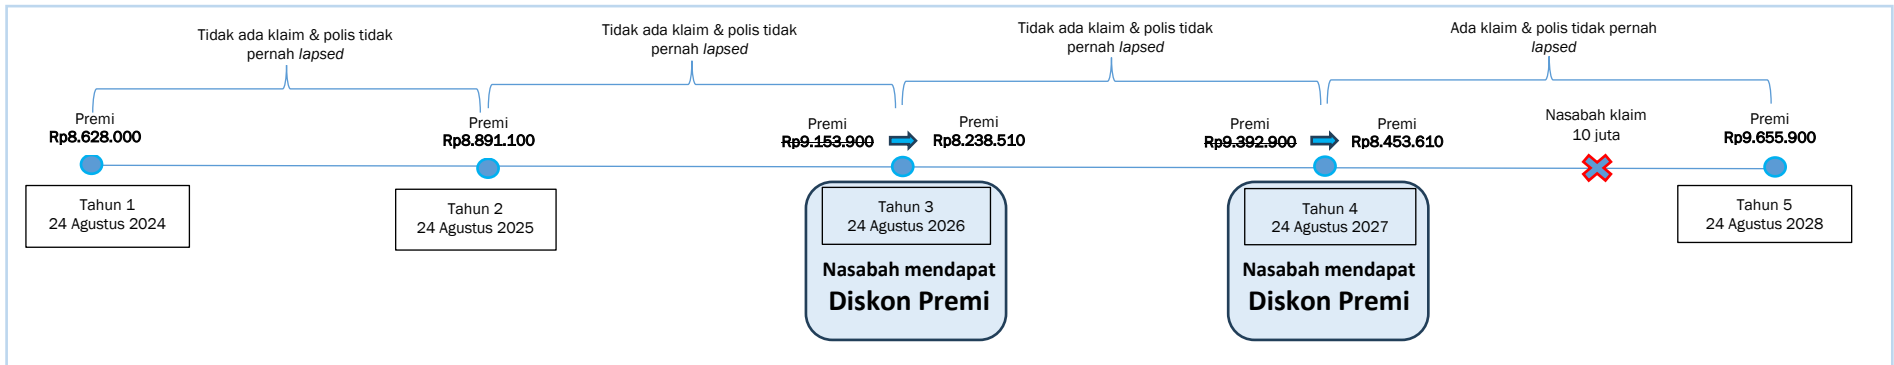 Tidak ada klaim & polis tidak
pernah lapsed
Tidak ada klaim & polis tidak
pernah lapsed
Tidak ada klaim & polis tidak
pernah lapsed
Ada klaim & polis tidak pernah
lapsed
Premi
Rp8.628.000
Premi
Rp8.891.100
Premi
Rp9.153.900
Premi
Rp8.238.510
Premi
Rp9.392.900
Premi
Rp8.453.610
Nasabah klaim
10 juta
Premi
Rp9.655.900
Tahun 1
24 Agustus 2024
Tahun 2
24 Agustus 2025
Tahun 3
24 Agustus 2026
Nasabah mendapat
Diskon Premi
Tahun 4
24 Agustus 2027
Nasabah mendapat
Diskon Premi
Tahun 5
24 Agustus 2028